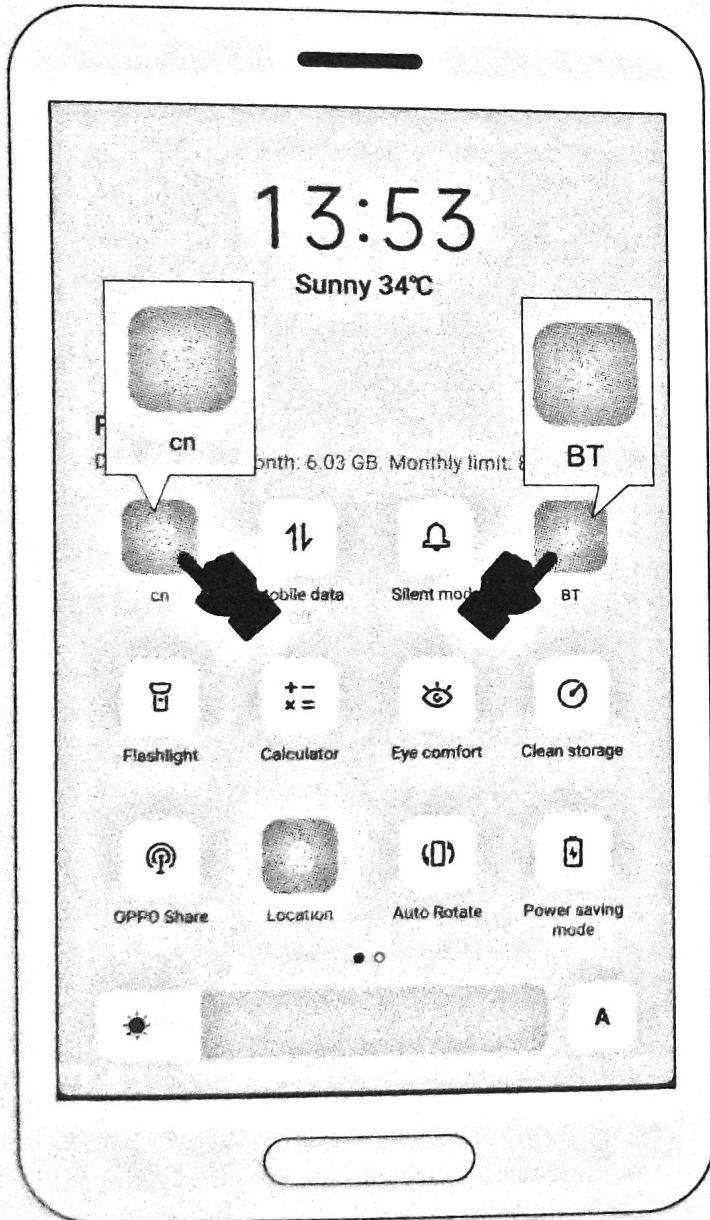 13:53
Sunny 34℃
cn
BT
onth: 6.03 GB. Monthly limit:
cn
obile data
Silent mod
BT
Flashlight
Calculator
Eye comfort
Clean storage
OPPO Share
Location
Auto Rotate
Power saving
mode
A